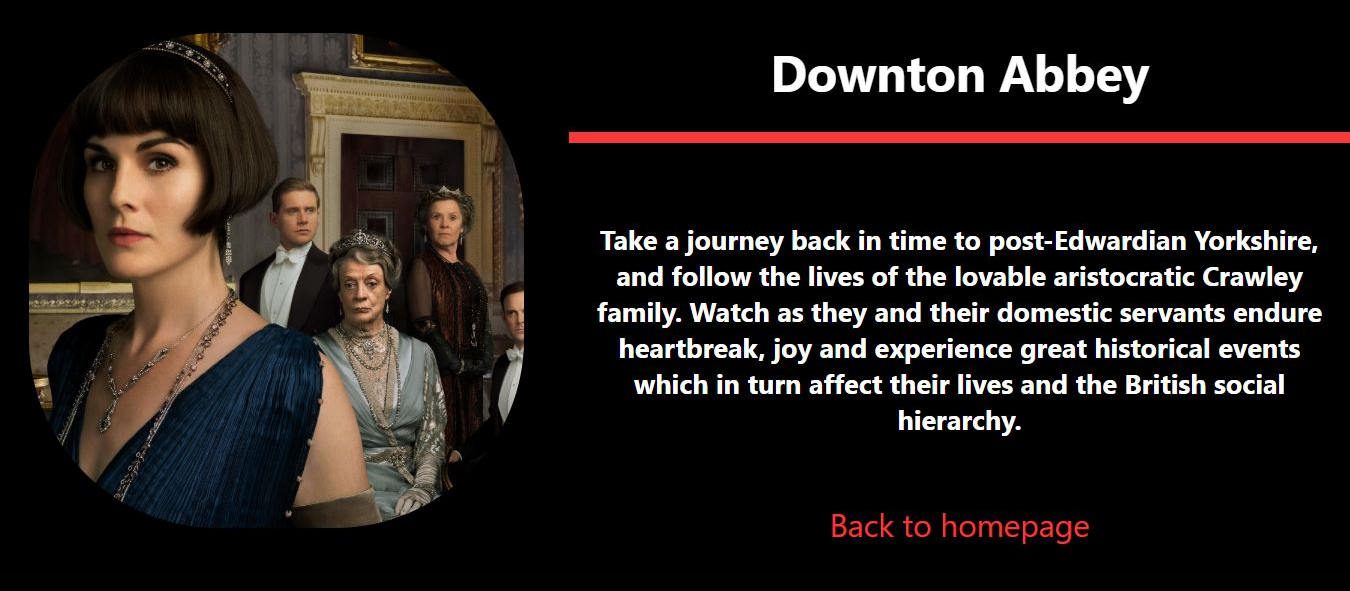 Downton Abbey
Take a journey back in time to post-Edwardian Yorkshire,
and follow the lives of the lovable aristocratic Crawley
family. Watch as they and their domestic servants endure
heartbreak, joy and experience great historical events
which in turn affect their lives and the British social
hierarchy.
Back to homepage